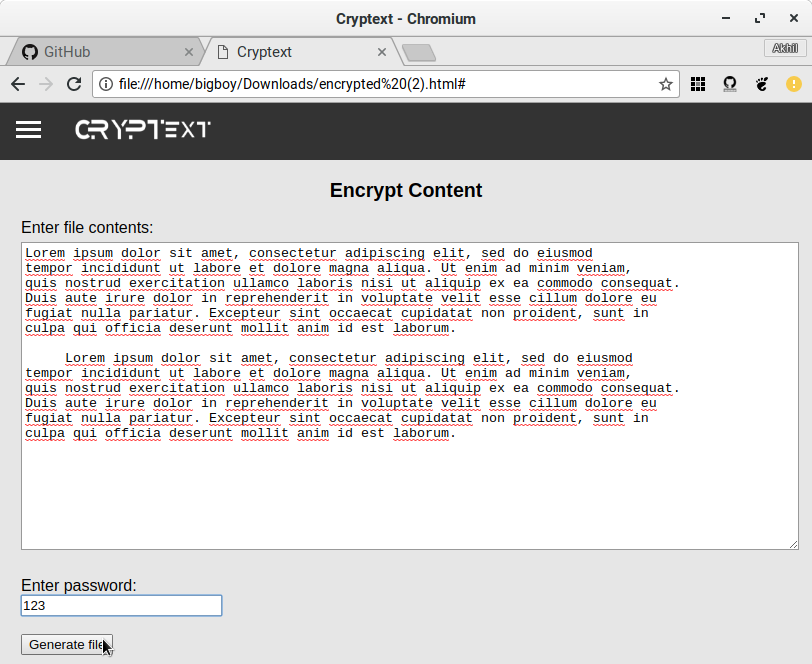 Cryptext - Chromium
GitHub
Cryptext
Akhil
file:///home/bigboy/Downloads/encrypted%20(2).html#
CRYPTEXT
Encrypt Content
Enter file contents:
Lorem ipsum dolor sit amet, consectetur adipiscing elit, sed do eiusmod
tempor incididunt ut labore et dolore magna aliqua. Ut enim ad minim veniam,
quis nostrud exercitation ullamco laboris nisi ut aliquip ex ea commodo consequat.
Duis aute irure dolor in reprehenderit in voluptate velit esse cillum dolore eu
fugiat nulla pariatur. Excepteur sint occaecat cupidatat non proident, sunt in
culpa qui officia deserunt mollit anim id est laborum.
Lorem ipsum dolor sit amet, consectetur adipiscing elit, sed do eiusmod
tempor incididunt ut labore et dolore magna aliqua. Ut enim ad minim veniam,
quis nostrud exercitation ullamco laboris nisi ut aliquip ex ea commodo consequat.
Duis aute irure dolor in reprehenderit in voluptate velit esse cillum dolore eu
fugiat nulla pariatur. Excepteur sint occaecat cupidatat non proident, sunt in
culpa qui officia deserunt mollit anim id est laborum.
Enter password:
123
Generate file